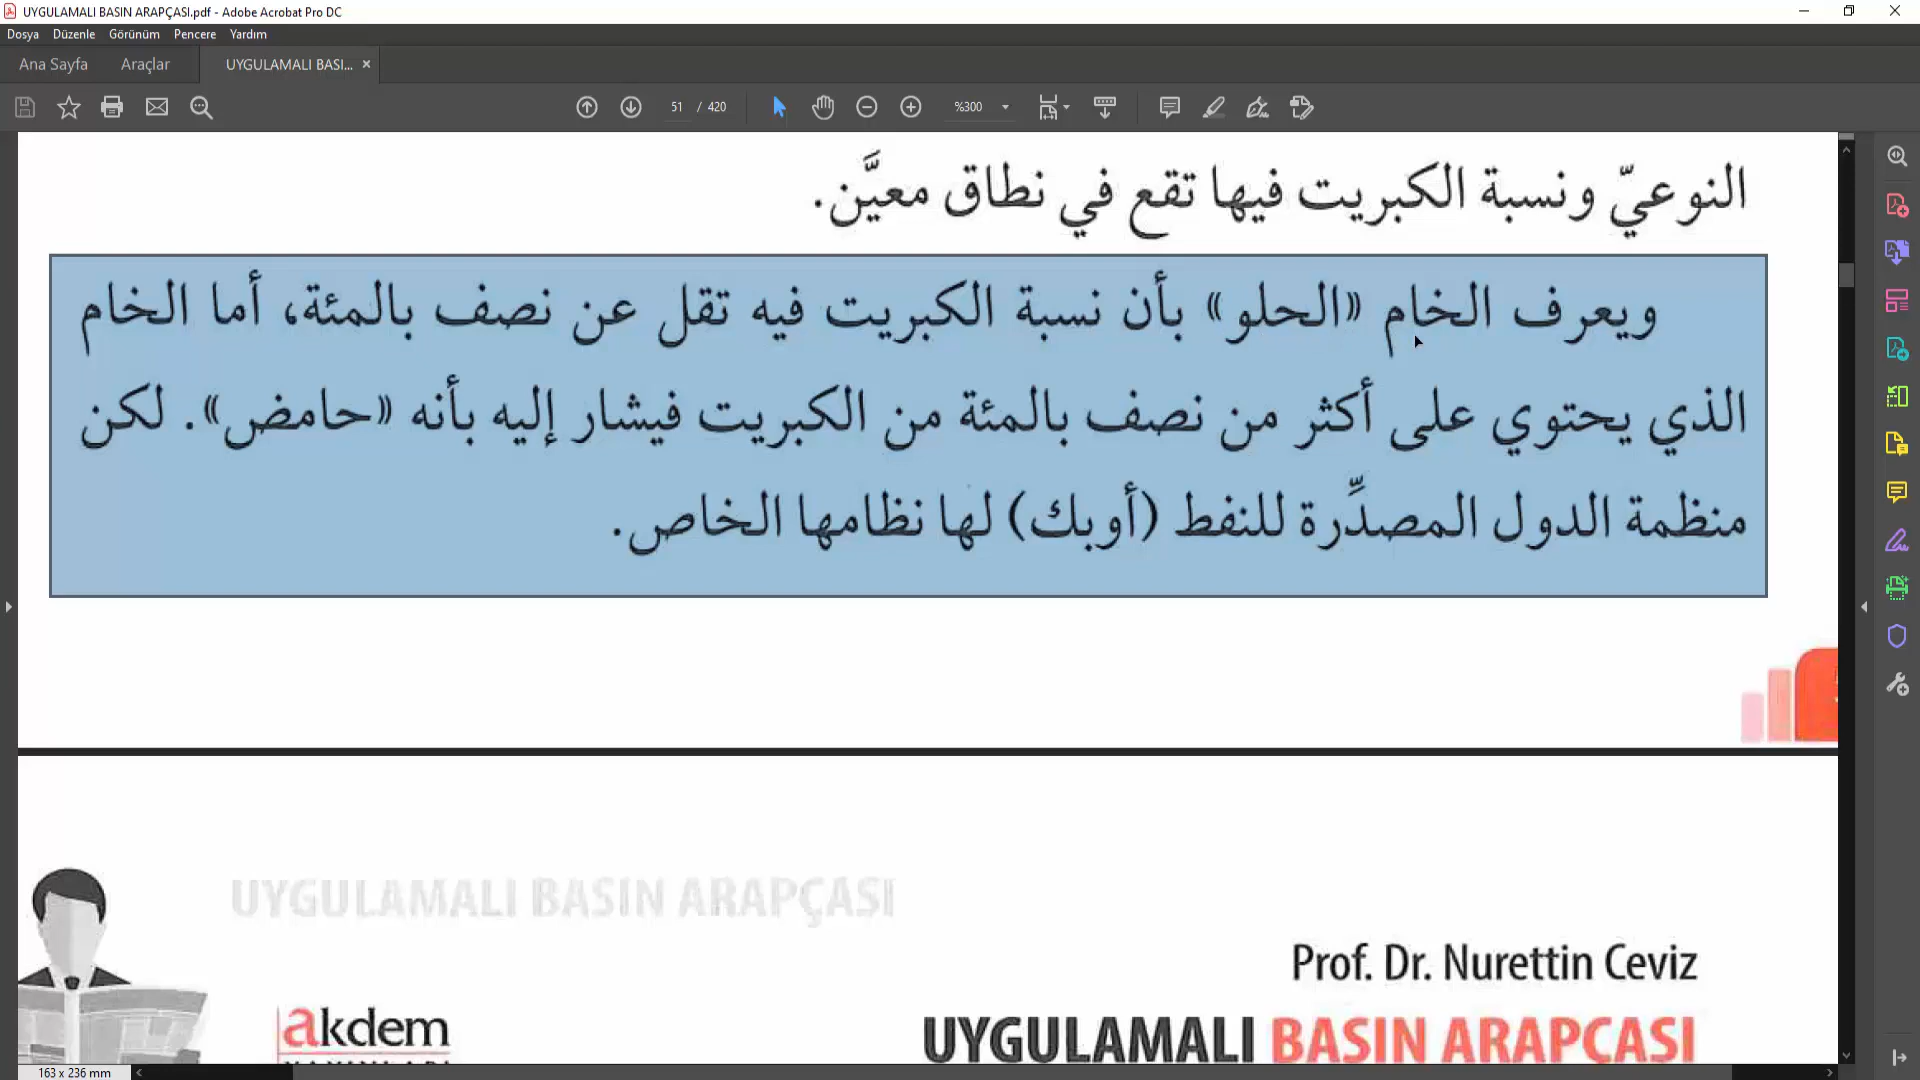 UYGULAMALI BASIN ARAPÇASI.pdf - Adobe Acrobat Pro DC
Dosya Düzenle Görünüm Pencere Yardım
Ana Sayfa Araçlar UYGULAMALI BASI... ×
51 / 420 %300
النوعيّ ونسبة الكبريت فيها تقع في نطاق معيَّن.
ويعرف الخام «الحلو» بأن نسبة الكبريت فيه تقل عن نصف بالمئة، أما الخام
الذي يحتوي على أكثر من نصف بالمئة من الكبريت فيشار إليه بأنه «حامض». لكن
منظمة الدول المصدِّرة للنفط (أوبك) لها نظامها الخاص.
UYGULAMALI BASIN ARAPÇASI
Prof. Dr. Nurettin Ceviz
akdem
UYGULAMALI BASIN ARAPÇASI
163 x 236 mm